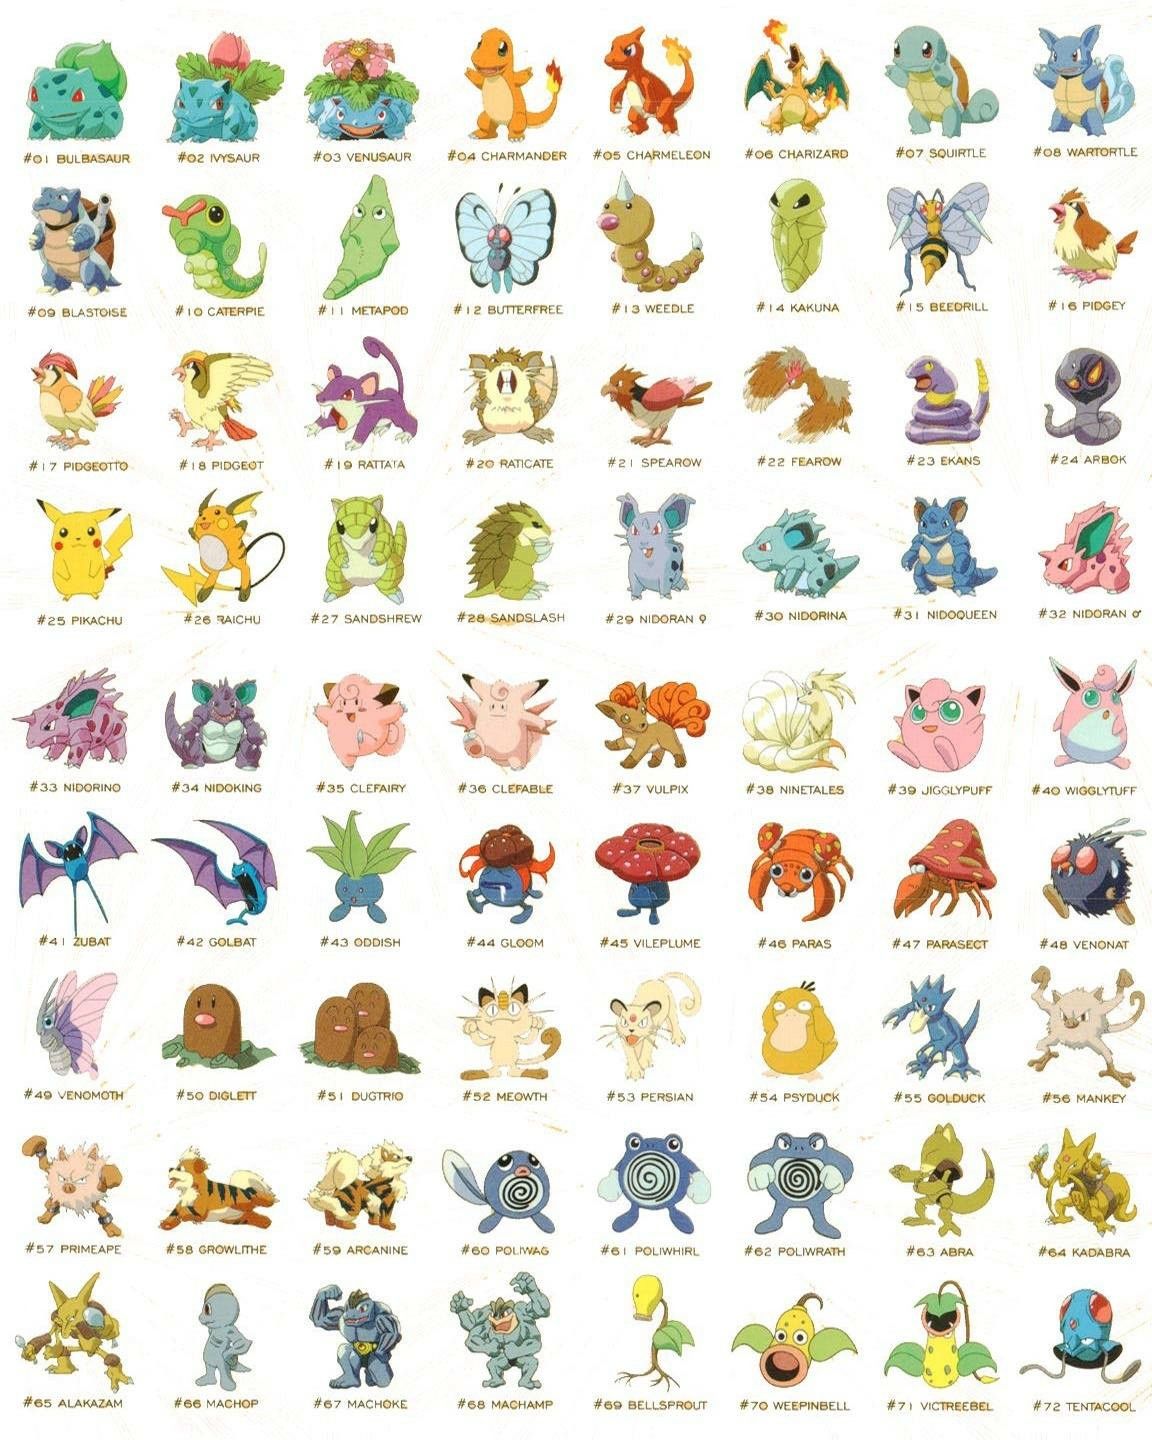 #01 BULBASAUR
#02 IVYSAUR
#03 VENUSAUR
#04 CHARMANDER
#05 CHARMELEON
#06 CHARIZARD
#07 SQUIRTLE
#08 WARTORTLE
#09 BLASTOISE
#10 CATERPIE
#11 METAPOD
#12 BUTTERFREE
#13 WEEDLE
#14 KAKUNA
#15 BEEDRILL
#16 PIDGEY
#17 PIDGEOTTO
#18 PIDGEOT
#19 RATTATA
#20 RATICATE
#21 SPEAROW
#22 FEAROW
#23 EKANS
#24 ARBOK
#25 PIKACHU
#26 RAICHU
#27 SANDSHREW
#28 SANDSLASH
#29 NIDORAN ♀
#30 NIDORINA
#31 NIDOQUEEN
#32 NIDORAN ♂
#33 NIDORINO
#34 NIDOKING
#35 CLEFAIRY
#36 CLEFABLE
#37 VULPIX
#38 NINETALES
#39 JIGGLYPUFF
#40 WIGGLYTUFF
#41 ZUBAT
#42 GOLBAT
#43 ODDISH
#44 GLOOM
#45 VILEPLUME
#46 PARAS
#47 PARASECT
#48 VENONAT
#49 VENOMOTH
#50 DIGLETT
#51 DUGTRIO
#52 MEOWTH
#53 PERSIAN
#54 PSYDUCK
#55 GOLDUCK
#56 MANKEY
#57 PRIMEAPE
#58 GROWLITHE
#59 ARCANINE
#60 POLIWAG
#61 POLIWHIRL
#62 POLIWRATH
#63 ABRA
#64 KADABRA
#65 ALAKAZAM
#66 MACHOP
#67 MACHOKE
#68 MACHAMP
#69 BELLSPROUT
#70 WEEPINBELL
#71 VICTREEBEL
#72 TENTACOOL